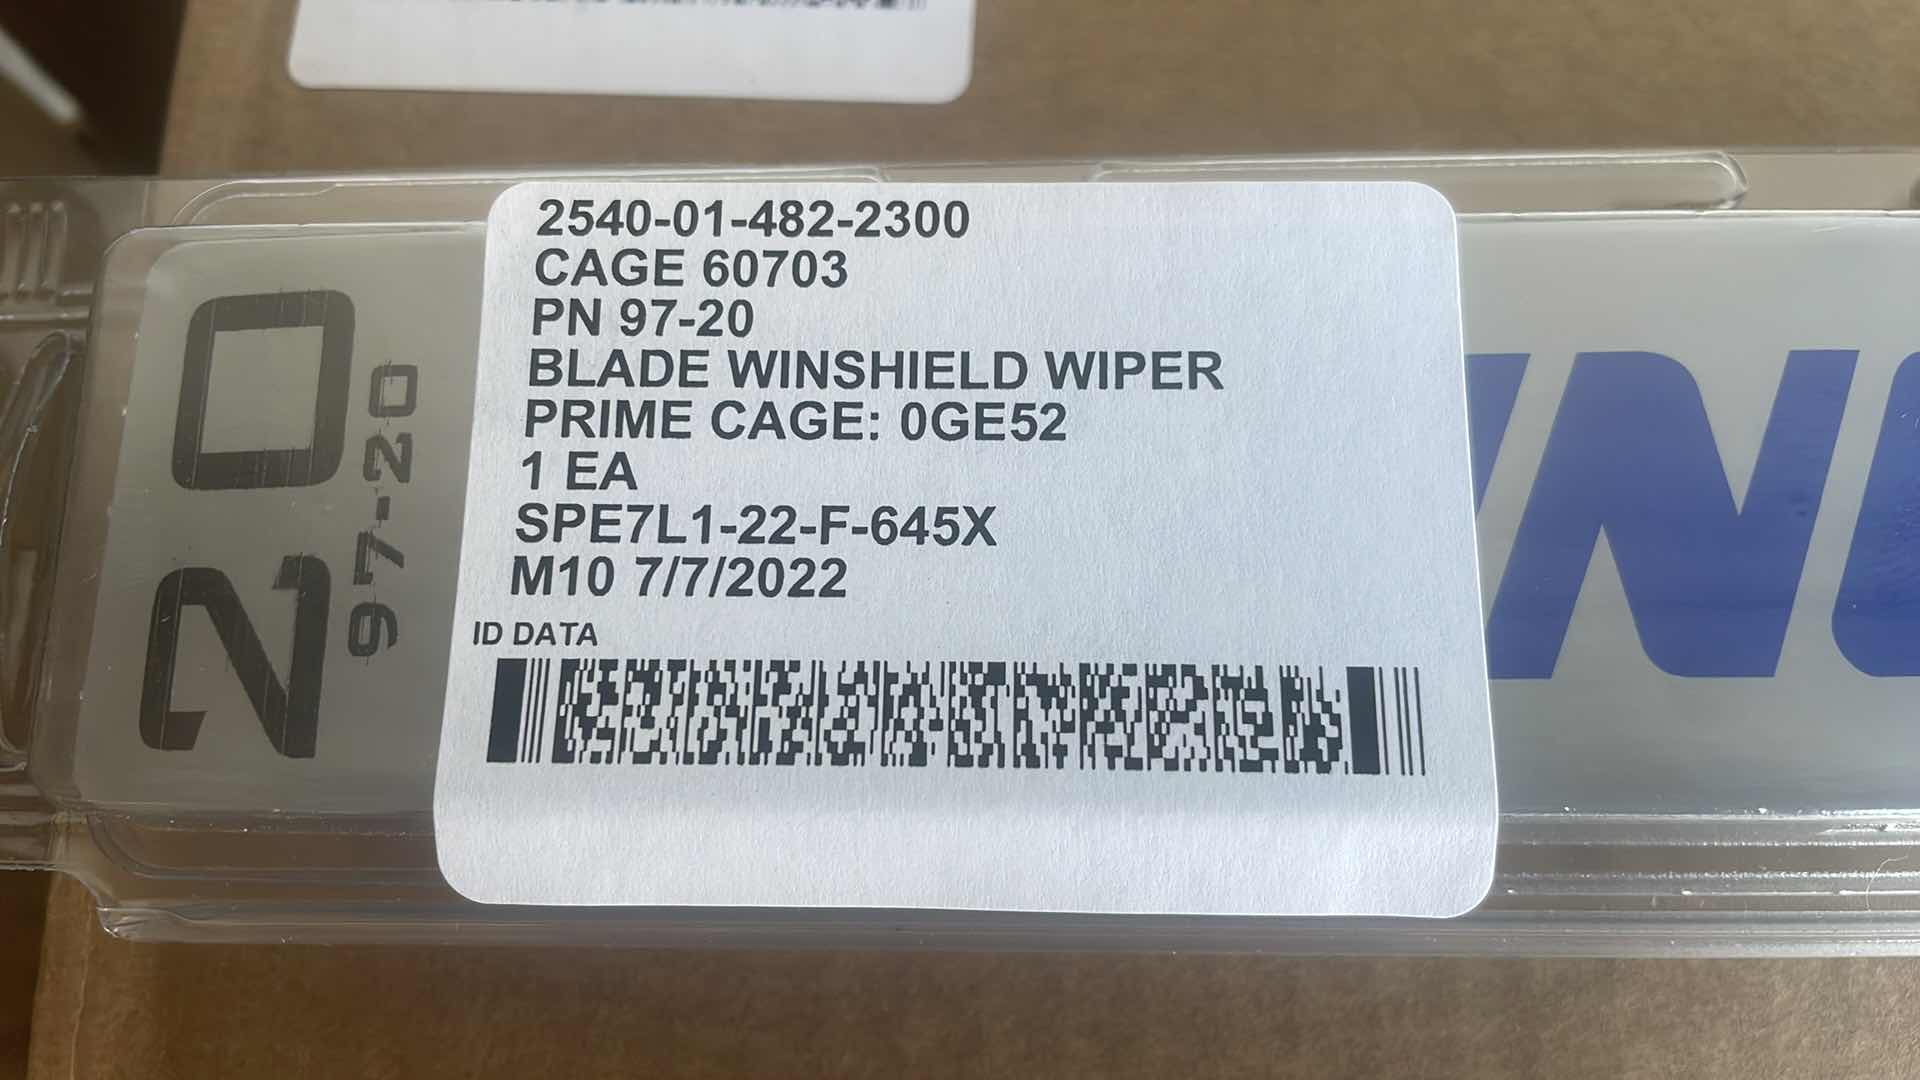 2540-01-482-2300
CAGE 60703
PN 97-20
BLADE WINSHIELD WIPER
PRIME CAGE: 0GE52
1 EA
SPE7L1-22-F-645X
M10 7/7/2022
ID DATA
20
97-20